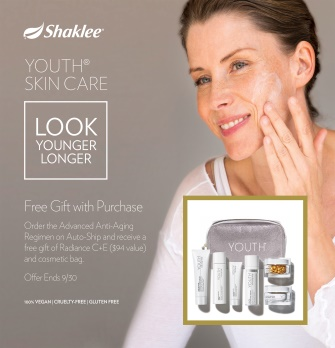 Shaklee
YOUTH®
SKIN CARE
LOOK
YOUNGER
LONGER
Free Gift with Purchase
Order the Advanced Anti-Aging
Regimen on Auto-Ship and receive a
free gift of Radiance C+E ($94 value)
and cosmetic bag.
Offer Ends 9/30
100% VEGAN | CRUELTY-FREE | GLUTEN FREE
YOUTH